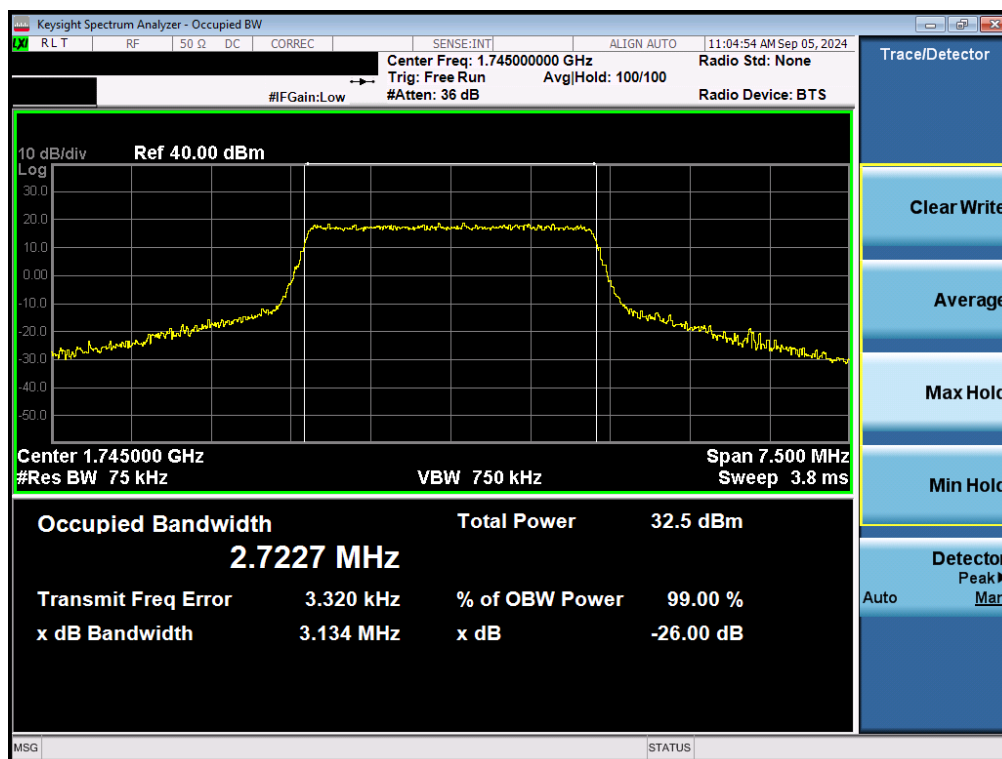 Keysight Spectrum Analyzer - Occupied BW
LXI RLT RF 50 Ω DC CORREC SENSE:INT ALIGN AUTO 11:04:54 AM Sep 05, 2024
Center Freq: 1.745000000 GHz Radio Std: None
Trig: Free Run Avg|Hold: 100/100
#IFGain:Low #Atten: 36 dB Radio Device: BTS
Trace/Detector
10 dB/div Ref 40.00 dBm
Log
30.0
20.0
10.0
0.00
-10.0
-20.0
-30.0
-40.0
-50.0
Center 1.745000 GHz Span 7.500 MHz
#Res BW 75 kHz VBW 750 kHz Sweep 3.8 ms
Occupied Bandwidth Total Power 32.5 dBm
2.7227 MHz
Transmit Freq Error 3.320 kHz % of OBW Power 99.00 %
x dB Bandwidth 3.134 MHz x dB -26.00 dB
Clear Write
Average
Max Hold
Min Hold
Detector
Peak
Auto Man
MSG STATUS